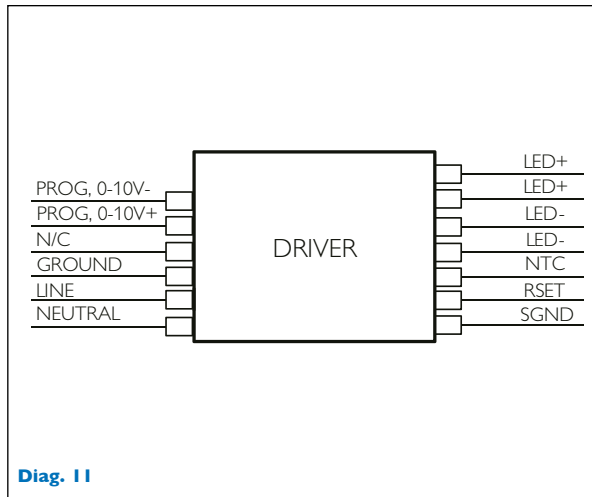 PROG, 0-10V-
PROG, 0-10V+
N/C
GROUND
LINE
NEUTRAL
DRIVER
LED+
LED+
LED-
LED-
NTC
RSET
SGND
Diag. 11